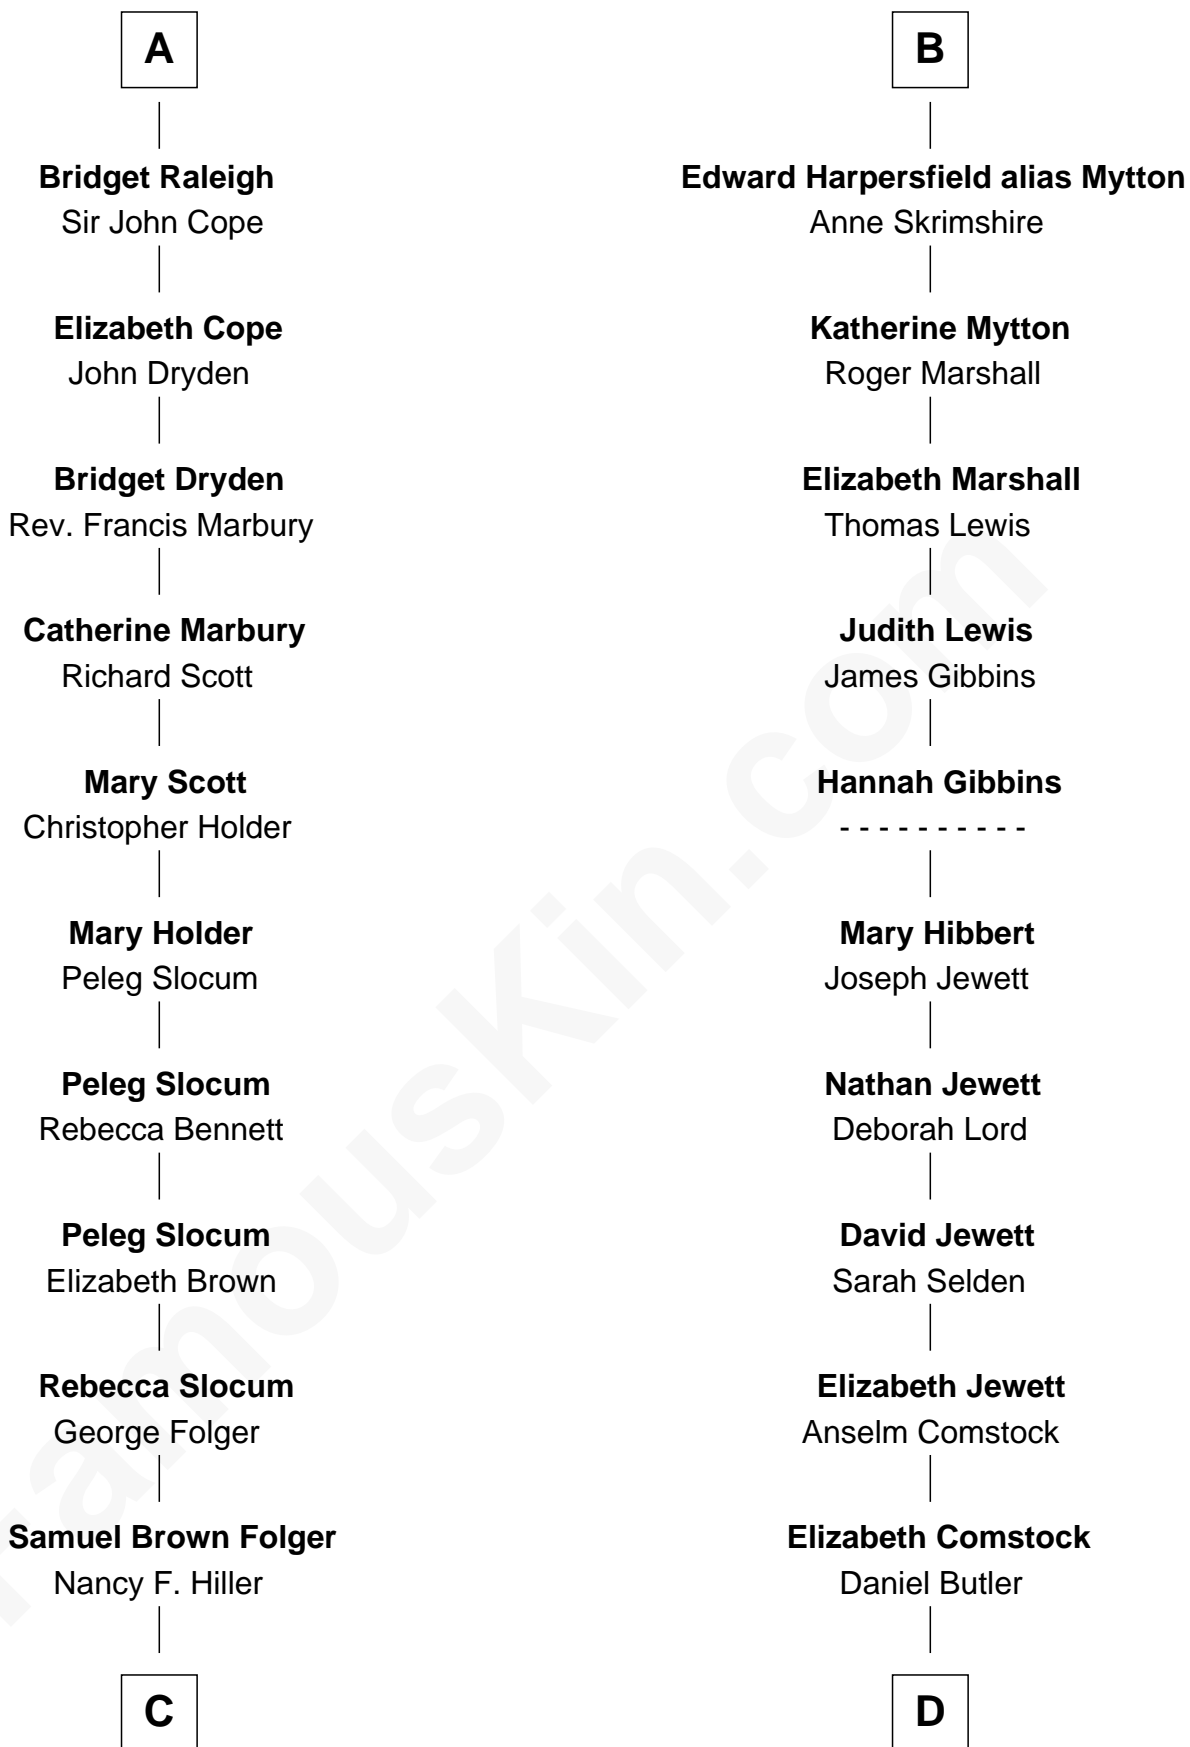 A
Bridget Raleigh
Sir John Cope
Elizabeth Cope
John Dryden
Bridget Dryden
Rev. Francis Marbury
Catherine Marbury
Richard Scott
Mary Scott
Christopher Holder
Mary Holder
Peleg Slocum
Peleg Slocum
Rebecca Bennett
Peleg Slocum
Elizabeth Brown
Rebecca Slocum
George Folger
Samuel Brown Folger
Nancy F. Hiller
C
B
Edward Harpersfield alias Mytton
Anne Skrimshire
Katherine Mytton
Roger Marshall
Elizabeth Marshall
Thomas Lewis
Judith Lewis
James Gibbins
Hannah Gibbins
- - - - - - - - - -
Mary Hibbert
Joseph Jewett
Nathan Jewett
Deborah Lord
David Jewett
Sarah Selden
Elizabeth Jewett
Anselm Comstock
Elizabeth Comstock
Daniel Butler
D
FamousKin.com